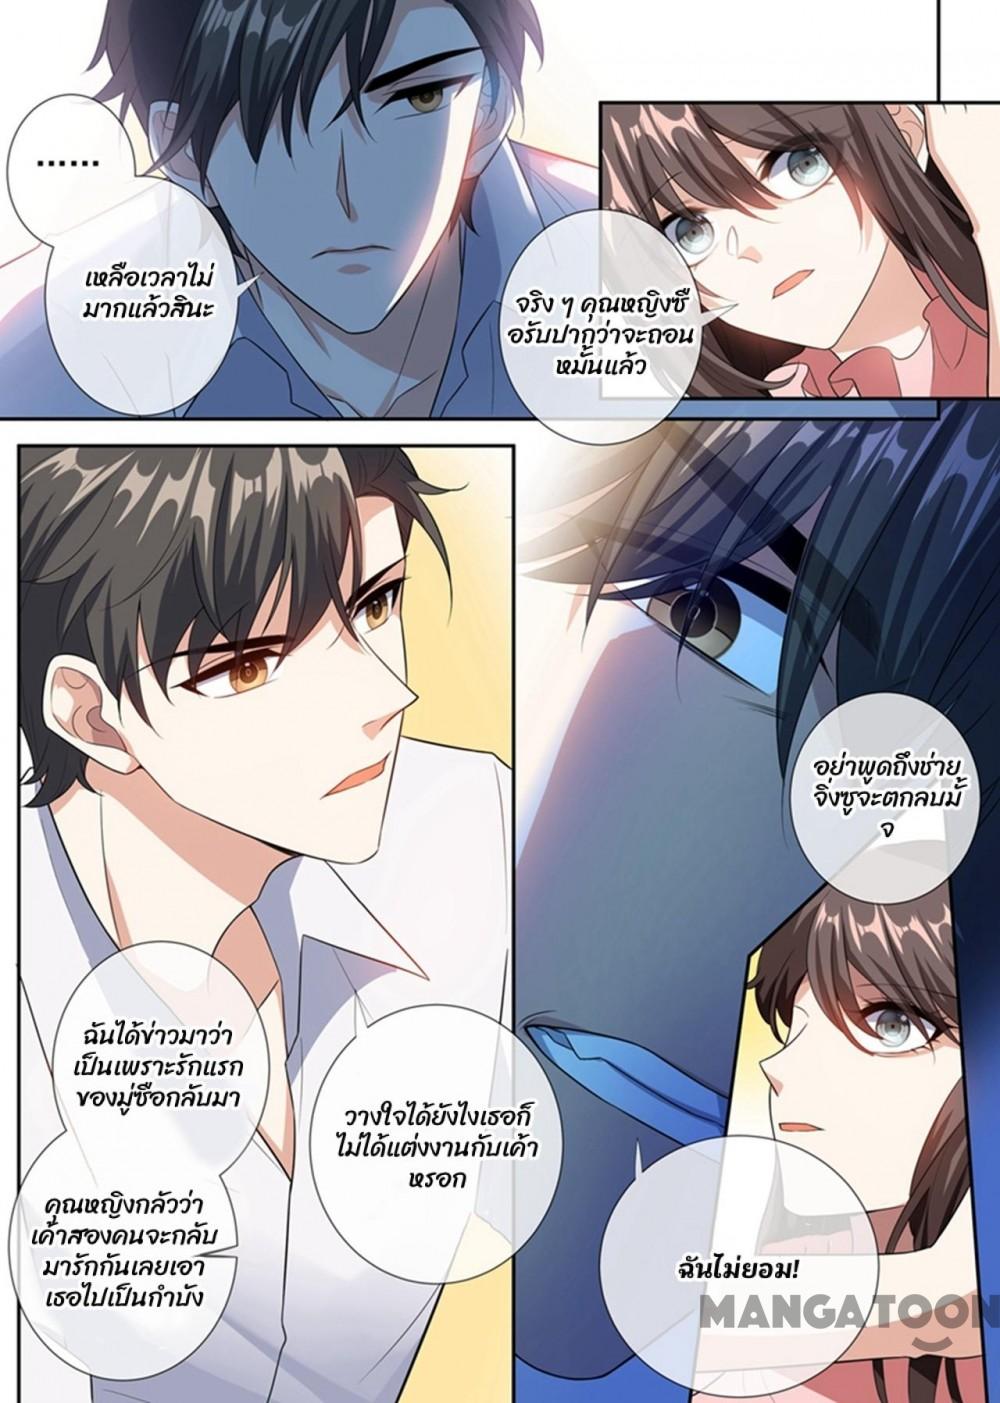 ......
เหลือเวลาไม่
มากแล้วสินะ
จริง ๆ คุณหญิงซื
อรับปากว่าจะถอน
หมั้นแล้ว
อย่าพูดถึงช่าย
จิ่งซูจะตกลบมั้
จ
ฉันได้ข่าวมาว่า
เป็นเพราะรักแรก
ของมู่ซือกลับมา
คุณหญิงกลัวว่า
เค้าสองคนจะกลับ
มารักกันเลยเอา
เธอไปเป็นกำบัง
วางใจได้ยังไงเธอก็
ไม่ได้แต่งงานกับเค้า
หรอก
ฉันไม่ยอม!
MANGATOON